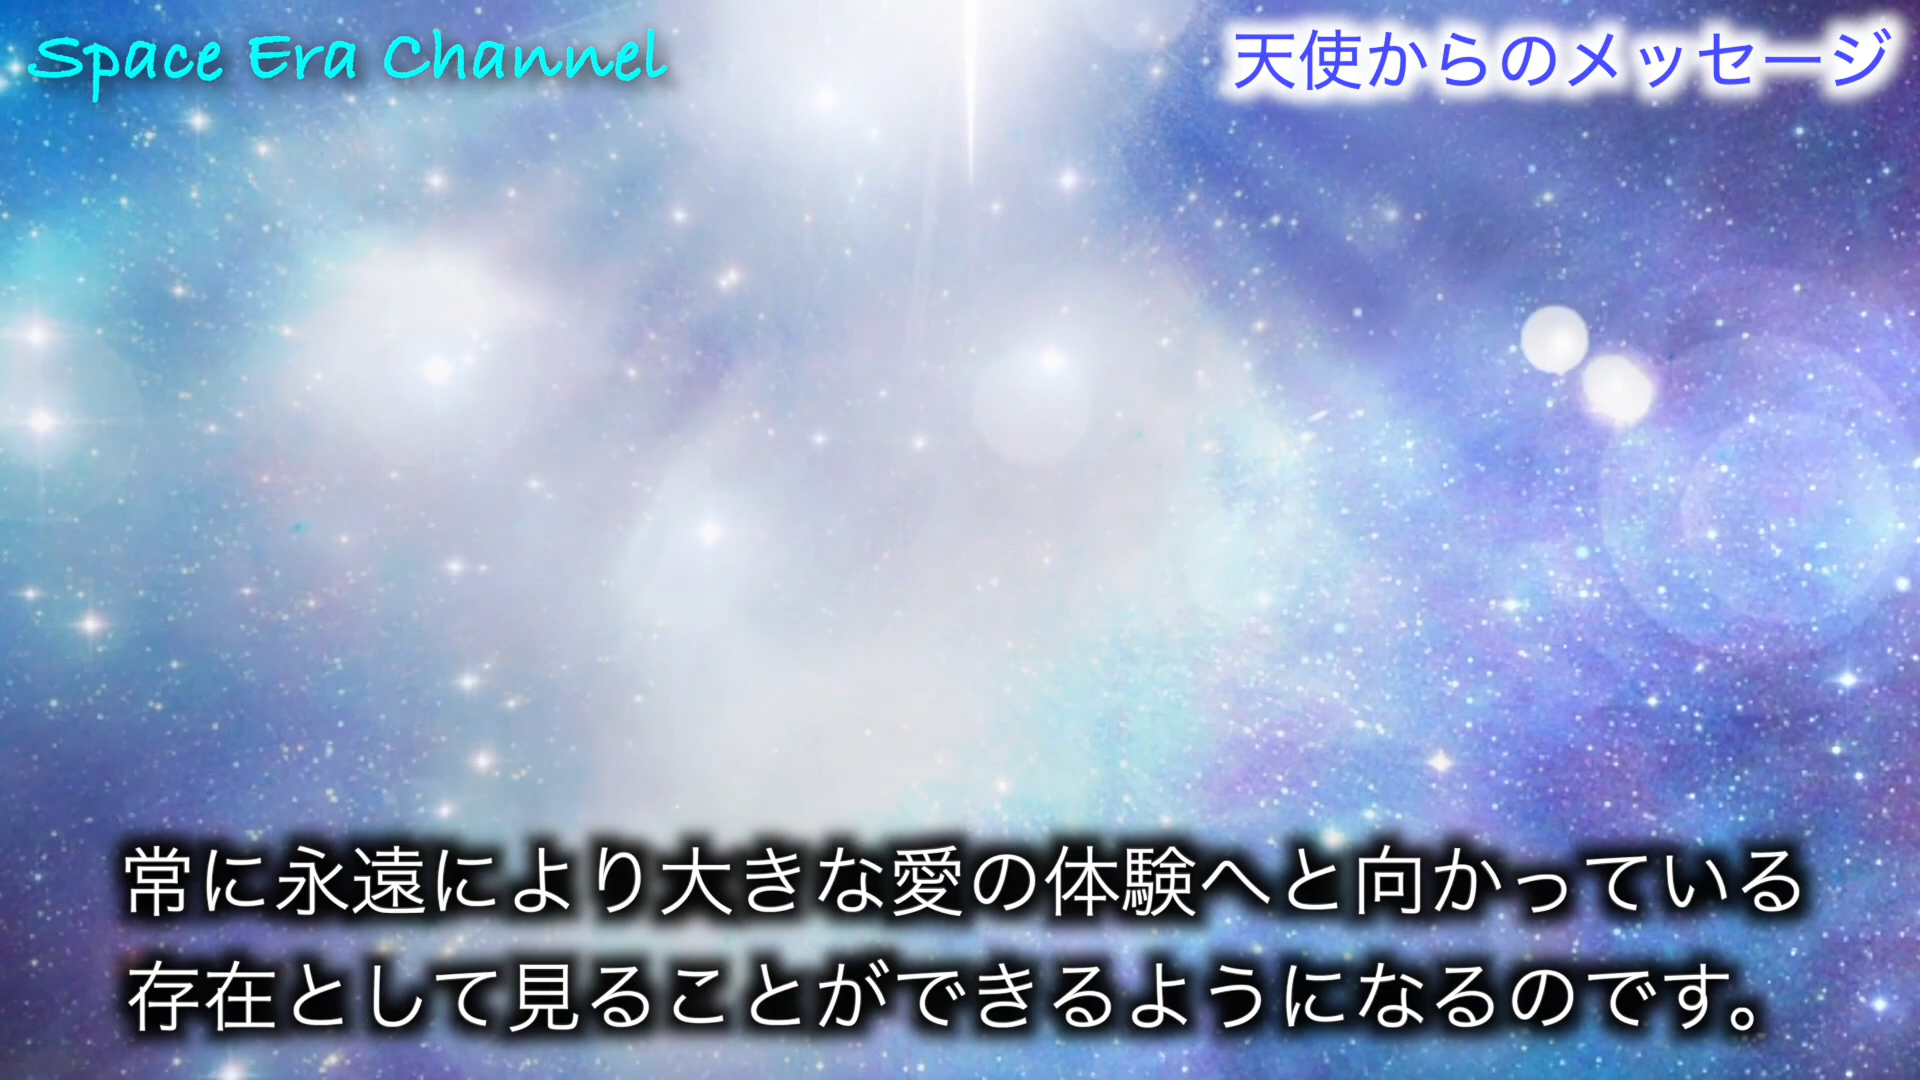 Space Era Channel
天使からのメッセージ
常に永遠により大きな愛の体験へと向かっている
存在として見ることができるようになるのです。